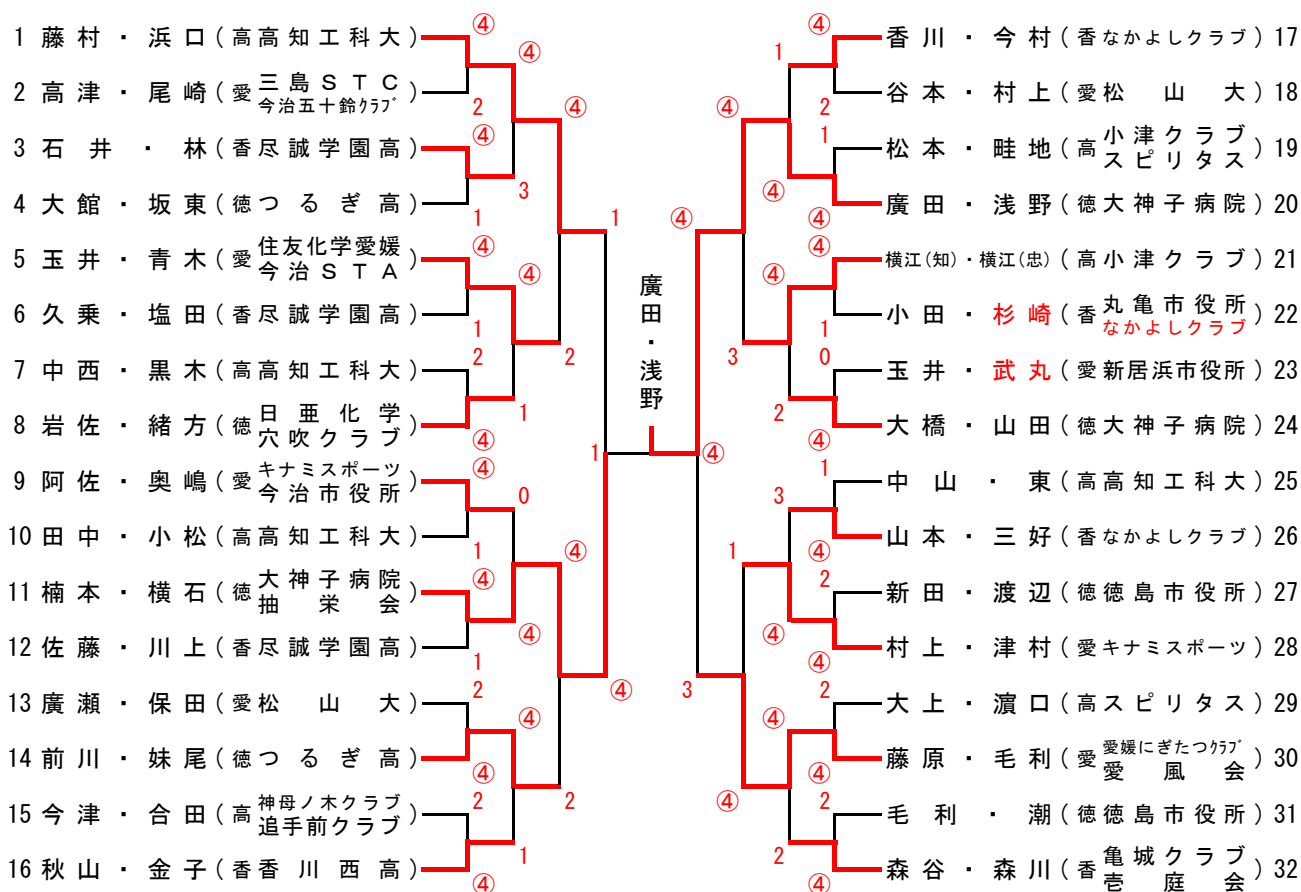 1 藤村・浜口(高 高知工科大) ④
2 高津・尾崎(愛 三島STC 今治五十鈴クラブ) 2
3 石井・林(香 尽誠学園高) ④
4 大館・坂東(徳 つるぎ高) 1
5 玉井・青木(愛 住友化学愛媛 今治STA) ④
6 久乗・塩田(香 尽誠学園高) 1
7 中西・黒木(高 高知工科大) 2
8 岩佐・緒方(徳 日亜化学 穴吹クラブ) ④
9 阿佐・奥嶋(愛 キナミスポーツ 今治市役所) ④
10 田中・小松(高 高知工科大) 1
11 楠本・横石(徳 大神子病院 抽栄会) ④
12 佐藤・川上(香 尽誠学園高) 1
13 廣瀬・保田(愛 松山大) 2
14 前川・妹尾(徳 つるぎ高) ④
15 今津・合田(高 神母ノ木クラブ 追手前クラブ) 2
16 秋山・金子(香 香川西高) ④
④
3
④
1
0
④
④
1
④
2
④
2
1
④
1
廣田・浅野
④
④
3
④
3
1
④
1
④
④
2
3
④
④
2
④ 香川・今村(香 なかよしクラブ) 17
2 谷本・村上(愛 松山大) 18
1 松本・畦地(高 小津クラブ スピリタス) 19
④ 廣田・浅野(徳 大神子病院) 20
④ 横江(知)・横江(忠)(高 小津クラブ) 21
1 小田・杉崎(香 丸亀市役所 なかよしクラブ) 22
0 玉井・武丸(愛 新居浜市役所) 23
④ 大橋・山田(徳 大神子病院) 24
1 中山・東(高 高知工科大) 25
④ 山本・三好(香 なかよしクラブ) 26
2 新田・渡辺(徳 徳島市役所) 27
④ 村上・津村(愛 キナミスポーツ) 28
2 大上・濵口(高 スピリタス) 29
④ 藤原・毛利(愛 愛媛にぎたつクラブ 愛風会) 30
2 毛利・潮(徳 徳島市役所) 31
④ 森谷・森川(香 亀城クラブ 壱庭会) 32